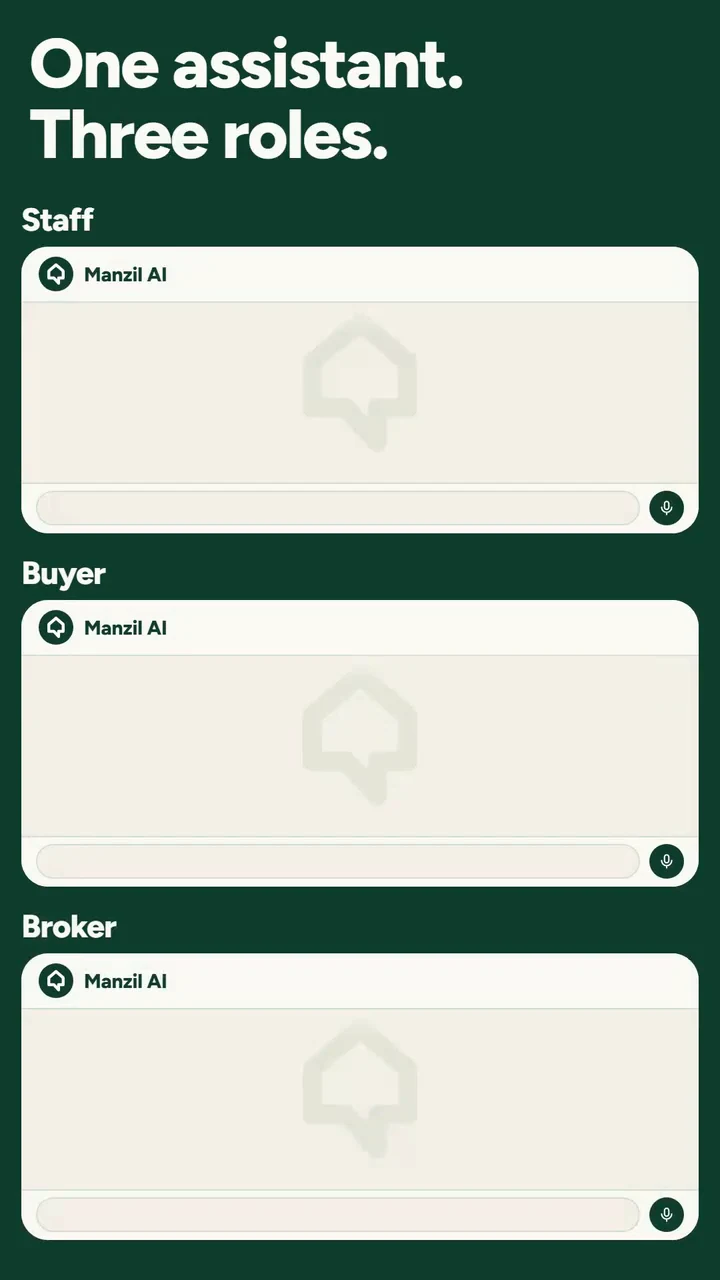 One assistant.
Three roles.
Staff
Manzil AI
Buyer
Manzil AI
Broker
Manzil AI